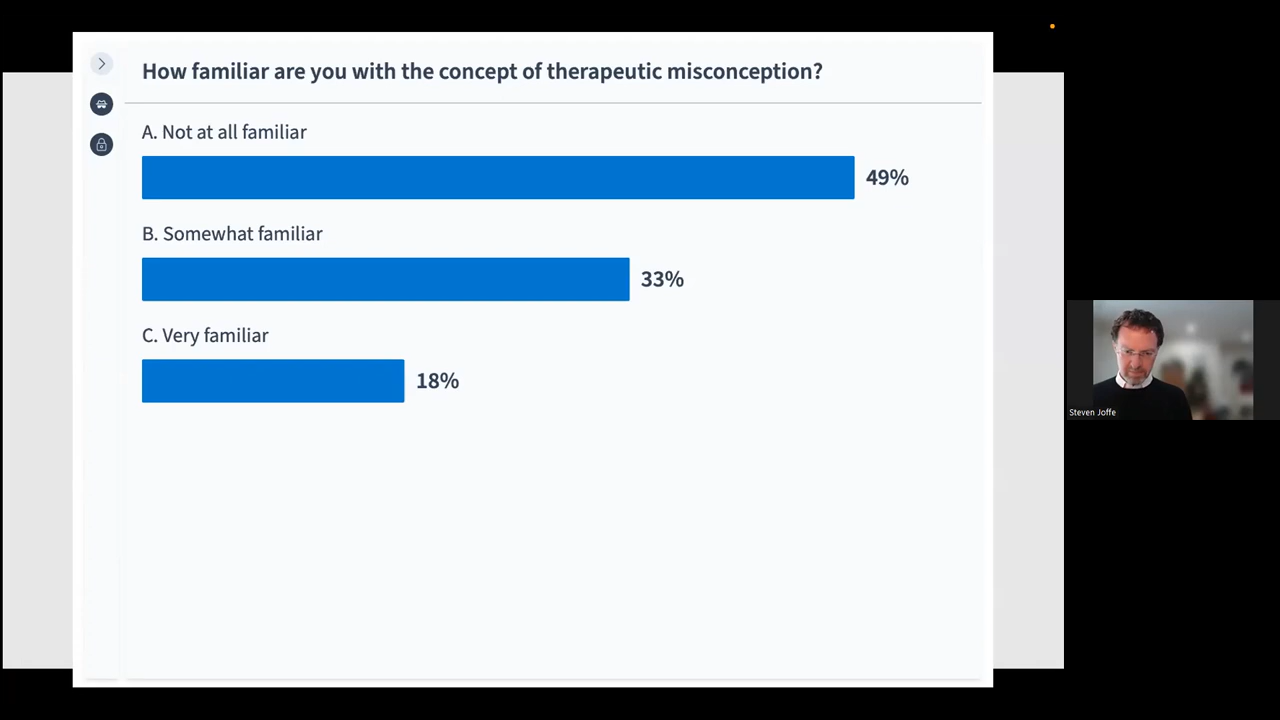 How familiar are you with the concept of therapeutic misconception?
A. Not at all familiar
49%
B. Somewhat familiar
33%
C. Very familiar
18%
Steven Joffe